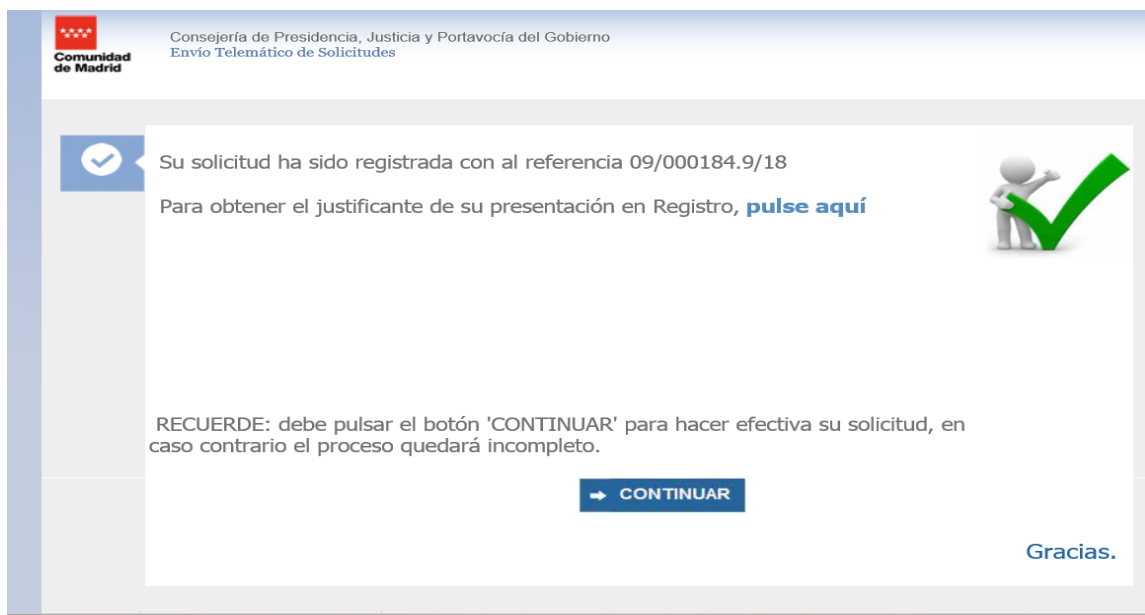 Comunidad
de Madrid
Consejería de Presidencia, Justicia y Portavocía del Gobierno
Envío Telemático de Solicitudes
Su solicitud ha sido registrada con al referencia 09/000184.9/18
Para obtener el justificante de su presentación en Registro, pulse aquí
RECUERDE: debe pulsar el botón 'CONTINUAR' para hacer efectiva su solicitud, en
caso contrario el proceso quedará incompleto.
CONTINUAR
Gracias.